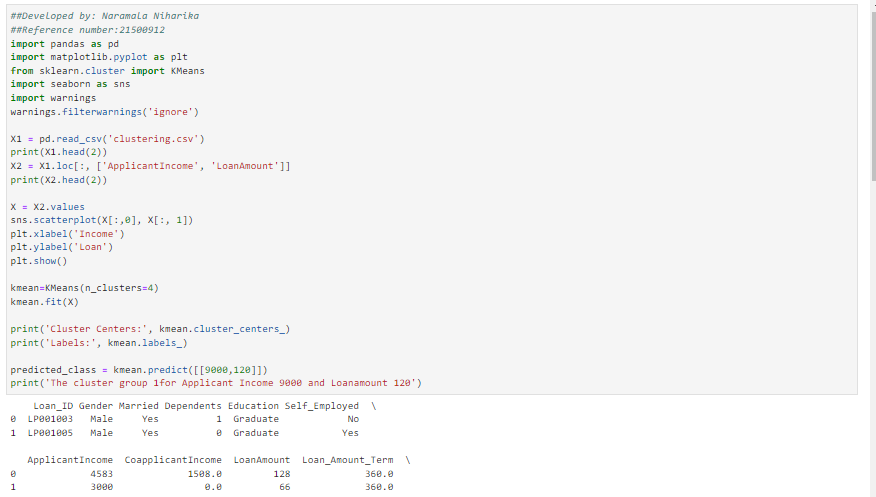 ##Developed by: Naramala Niharika
##Reference number:21500912
import pandas as pd
import matplotlib.pyplot as plt
from sklearn.cluster import KMeans
import seaborn as sns
import warnings
warnings.filterwarnings('ignore')
X1 = pd.read_csv('clustering.csv')
print(X1.head(2))
X2 = X1.loc[:, ['ApplicantIncome', 'LoanAmount']]
print(X2.head(2))
X = X2.values
sns.scatterplot(X[:,0], X[:, 1])
plt.xlabel('Income')
plt.ylabel('Loan')
plt.show()
kmean=KMeans(n_clusters=4)
kmean.fit(X)
print('Cluster Centers:', kmean.cluster_centers_)
print('Labels:', kmean.labels_)
predicted_class = kmean.predict([[9000,120]])
print('The cluster group 1for Applicant Income 9000 and Loanamount 120')
Loan_ID Gender Married Dependents Education Self_Employed \
0 LP001003 Male Yes 1 Graduate No
1 LP001005 Male Yes 0 Graduate Yes
ApplicantIncome CoapplicantIncome LoanAmount Loan_Amount_Term \
0 4583 1508.0 128 360.0
1 3000 0.0 66 360.0